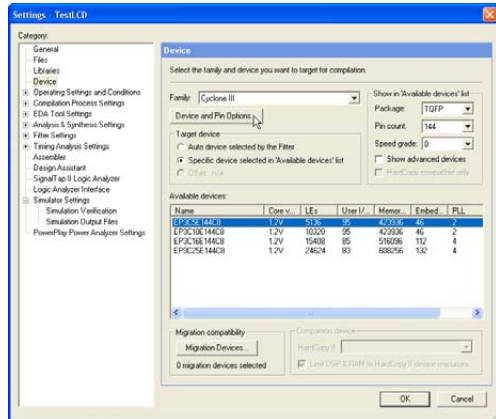 Settings - TestLCD
Category:
General
Files
Libraries
Device
Operating Settings and Conditions
Compilation Process Settings
EDA Tool Settings
Analysis & Synthesis Settings
Fitter Settings
Timing Analysis Settings
Assembler
Design Assistant
SignalTap II Logic Analyzer
Logic Analyzer Interface
Simulator Settings
Simulation Verification
Simulation Output Files
PowerPlay Power Analyzer Settings
Device
Select the family and device you want to target for compilation.
Family: Cyclone III
Device and Pin Options...
Target device
Auto device selected by the Fitter
Specific device selected in 'Available devices' list
Other: n/a
Show in 'Available devices' list
Package: TQFP
Pin count: 144
Speed grade: 8
Show advanced devices
HardCopy compatible only
Available devices:
Name Core v... LEs User I/... Memor... Embed... PLL
EP3C5E144C8 1.2V 5136 95 423936 46 2
EP3C10E144C8 1.2V 10320 95 423936 46 2
EP3C16E144C8 1.2V 15408 85 516096 112 4
EP3C25E144C8 1.2V 24624 83 608256 132 4
Migration compatibility
Migration Devices...
0 migration devices selected
Companion device
HardCopy II:
Limit DSP & RAM to HardCopy II device resources
OK Cancel